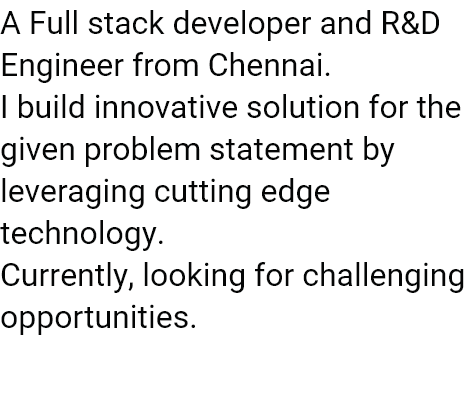 A Full stack developer and R&D
Engineer from Chennai.
I build innovative solution for the
given problem statement by
leveraging cutting edge
technology.
Currently, looking for challenging
opportunities.